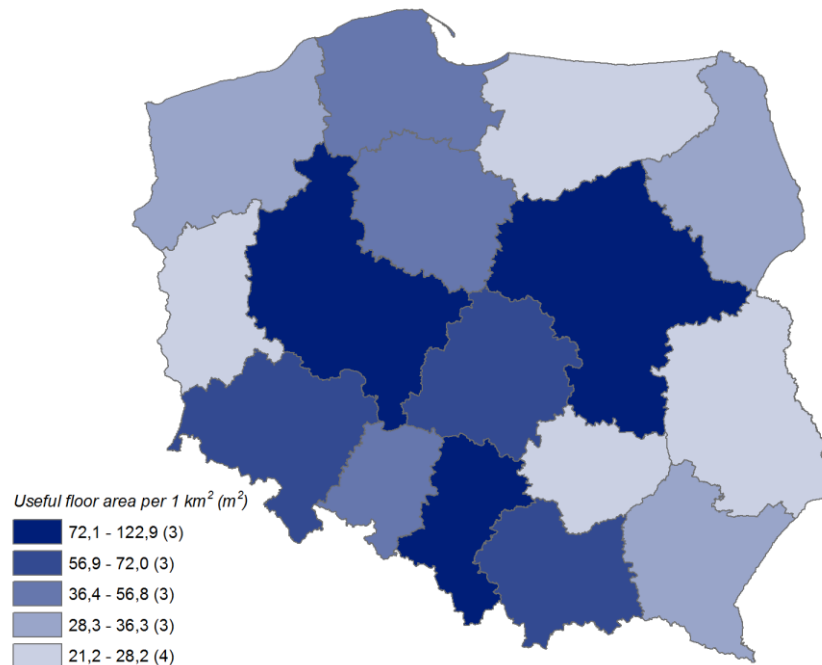 Useful floor area per 1 km² (m²)
72,1 - 122,9 (3)
56,9 - 72,0 (3)
36,4 - 56,8 (3)
28,3 - 36,3 (3)
21,2 - 28,2 (4)